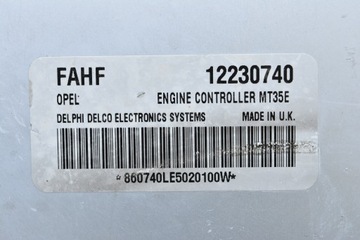 FAHF 12230740
OPEL ENGINE CONTROLLER MT35E
DELPHI DELCO ELECTRONICS SYSTEMS MADE IN U.K.
*860740LE5020100W*